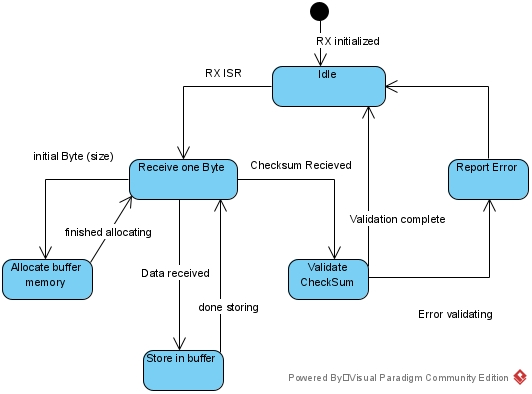 RX initialized
Idle
RX ISR
initial Byte (size)
Receive one Byte
Checksum Recieved
Report Error
Validation complete
finished allocating
Allocate buffer
memory
Data received
Validate
CheckSum
done storing
Error validating
Store in buffer
Powered By Visual Paradigm Community Edition